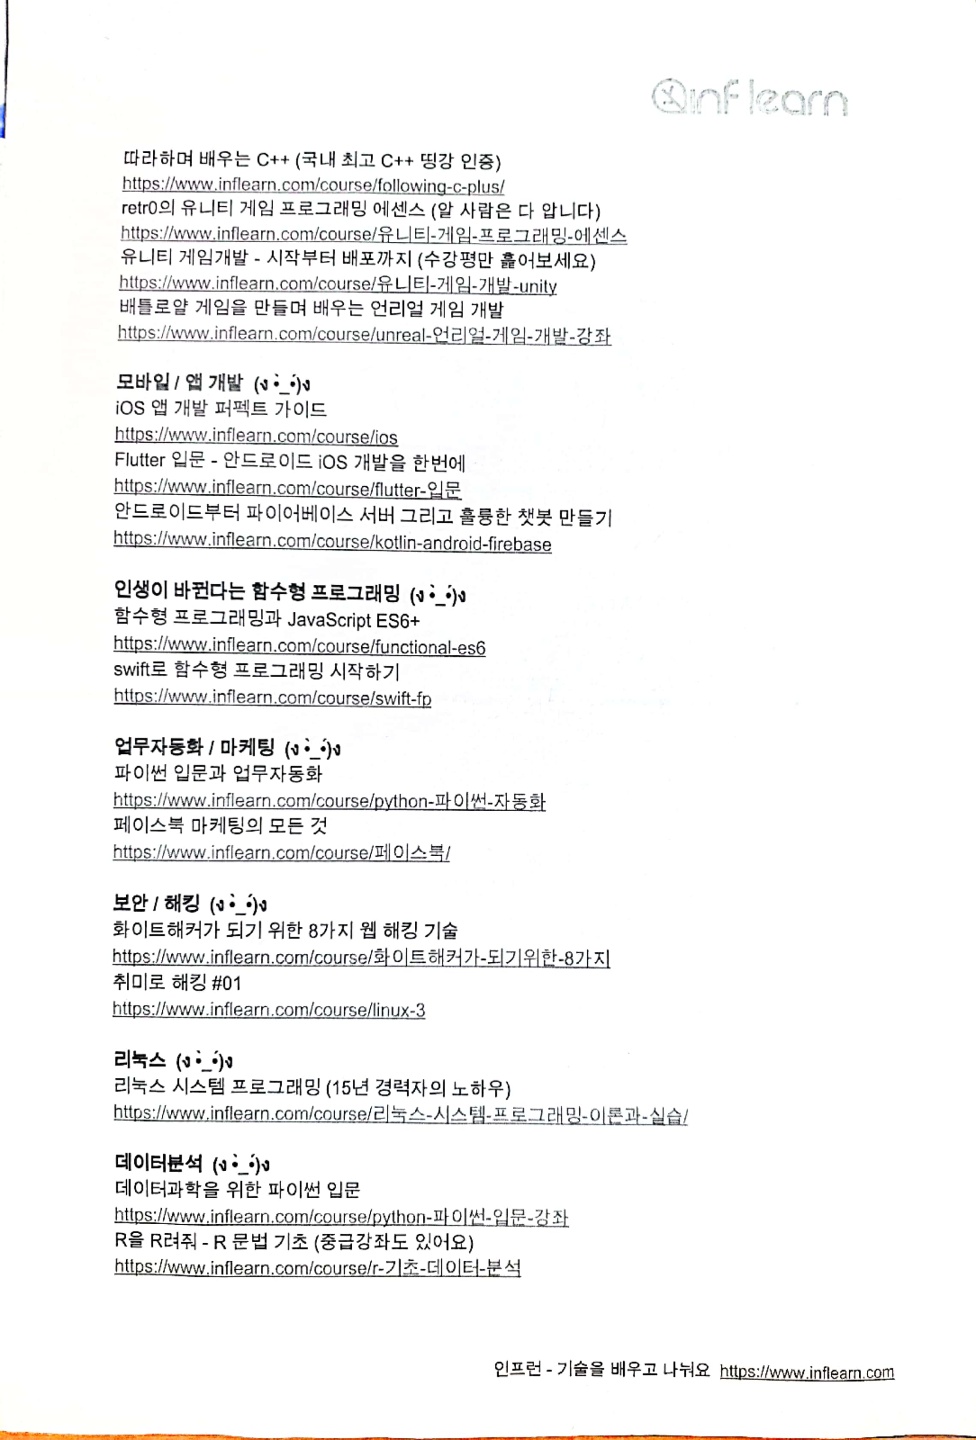 inflearn
따라하며 배우는 C++ (국내 최고 C++ 띵강 인증)
https://www.inflearn.com/course/following-c-plus/
retr0의 유니티 게임 프로그래밍 에센스 (알 사람은 다 압니다)
https://www.inflearn.com/course/유니티-게임-프로그래밍-에센스
유니티 게임개발 - 시작부터 배포까지 (수강평만 훑어보세요)
https://www.inflearn.com/course/유니티-게임-개발-unity
배틀로얄 게임을 만들며 배우는 언리얼 게임 개발
https://www.inflearn.com/course/unreal-언리얼-게임-개발-강좌
모바일 / 앱 개발 (ง •̀_•́)ง
iOS 앱 개발 퍼펙트 가이드
https://www.inflearn.com/course/ios
Flutter 입문 - 안드로이드 iOS 개발을 한번에
https://www.inflearn.com/course/flutter-입문
안드로이드부터 파이어베이스 서버 그리고 훌륭한 챗봇 만들기
https://www.inflearn.com/course/kotlin-android-firebase
인생이 바뀐다는 함수형 프로그래밍 (ง •̀_•́)ง
함수형 프로그래밍과 JavaScript ES6+
https://www.inflearn.com/course/functional-es6
swift로 함수형 프로그래밍 시작하기
https://www.inflearn.com/course/swift-fp
업무자동화 / 마케팅 (ง •̀_•́)ง
파이썬 입문과 업무자동화
https://www.inflearn.com/course/python-파이썬-자동화
페이스북 마케팅의 모든 것
https://www.inflearn.com/course/페이스북/
보안 / 해킹 (ง •̀_•́)ง
화이트해커가 되기 위한 8가지 웹 해킹 기술
https://www.inflearn.com/course/화이트해커가-되기위한-8가지
취미로 해킹 #01
https://www.inflearn.com/course/linux-3
리눅스 (ง •̀_•́)ง
리눅스 시스템 프로그래밍 (15년 경력자의 노하우)
https://www.inflearn.com/course/리눅스-시스템-프로그래밍-이론과-실습/
데이터분석 (ง •̀_•́)ง
데이터과학을 위한 파이썬 입문
https://www.inflearn.com/course/python-파이썬-입문-강좌
R을 R려줘 - R 문법 기초 (중급강좌도 있어요)
https://www.inflearn.com/course/r-기초-데이터-분석
인프런 - 기술을 배우고 나눠요 https://www.inflearn.com